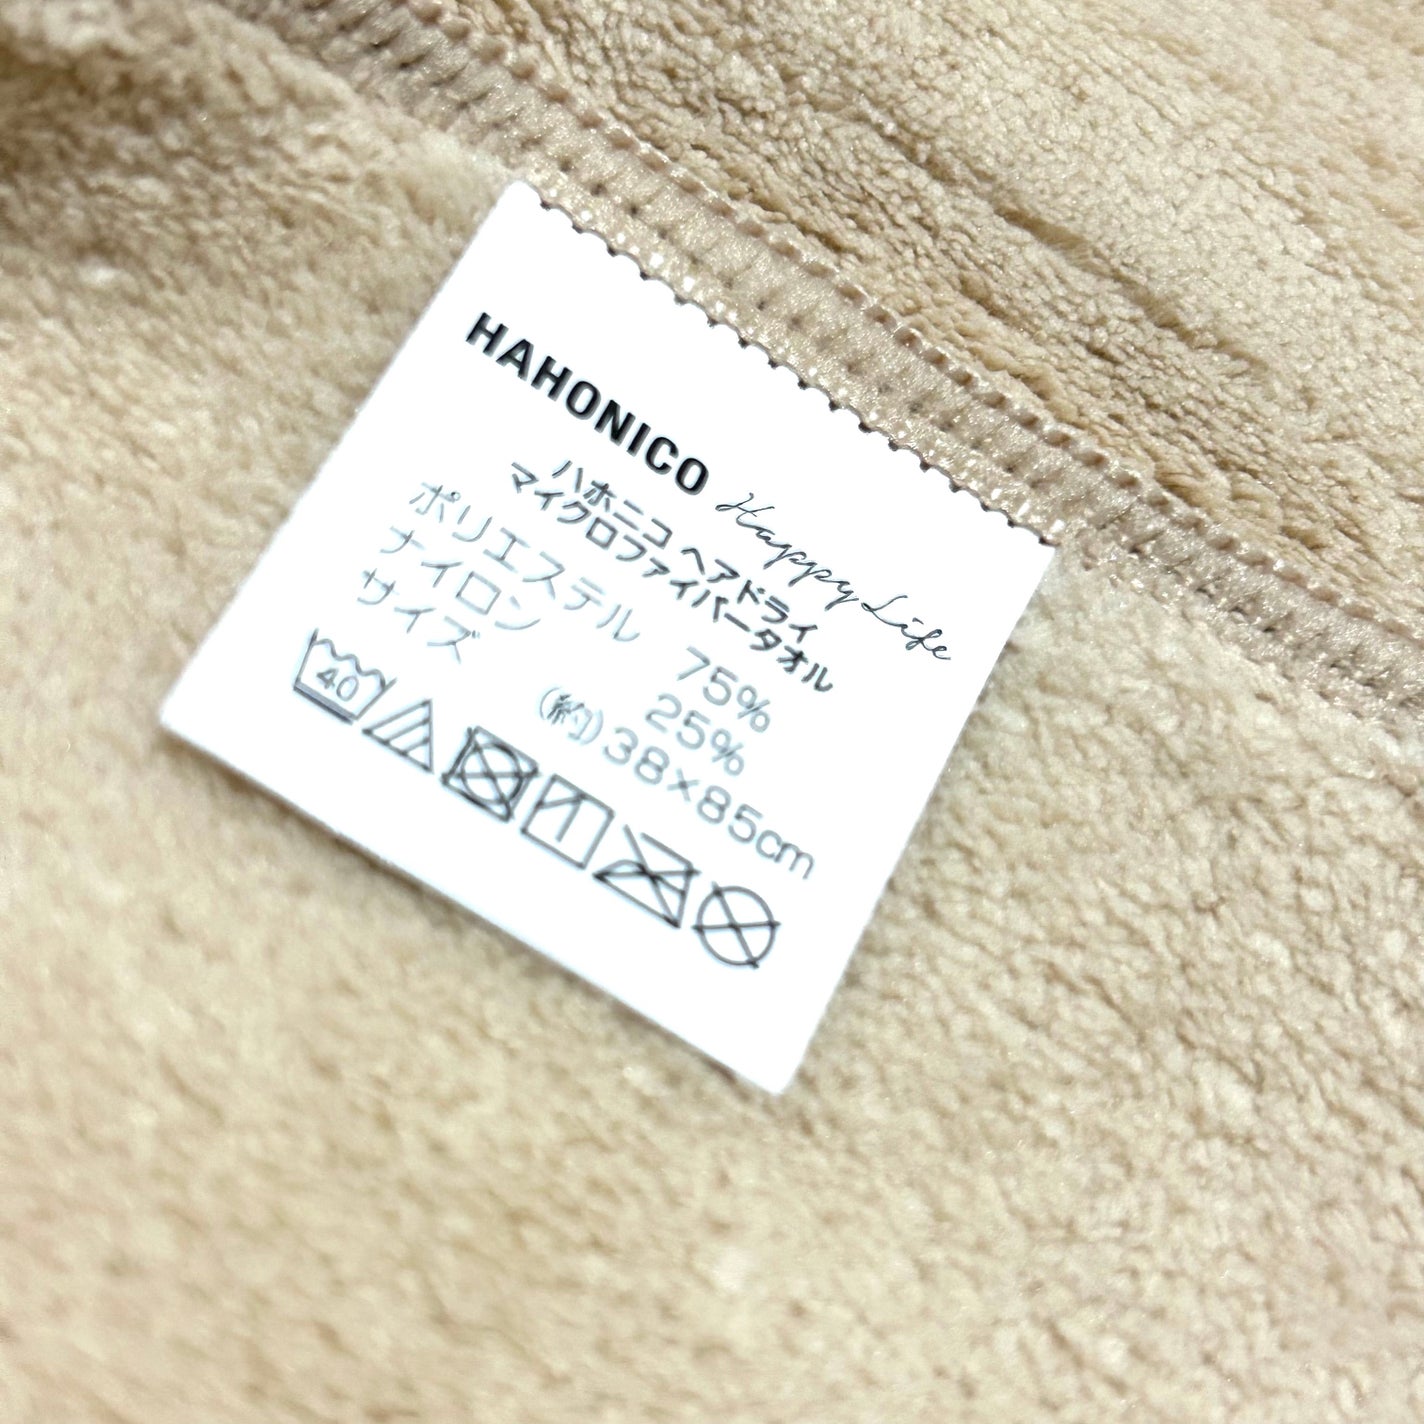 HAHONICO Happy Life
ハホニコ ヘアドライ
マイクロファイバータオル
ポリエステル 75%
ナイロン 25%
サイズ (約)38×85cm
40